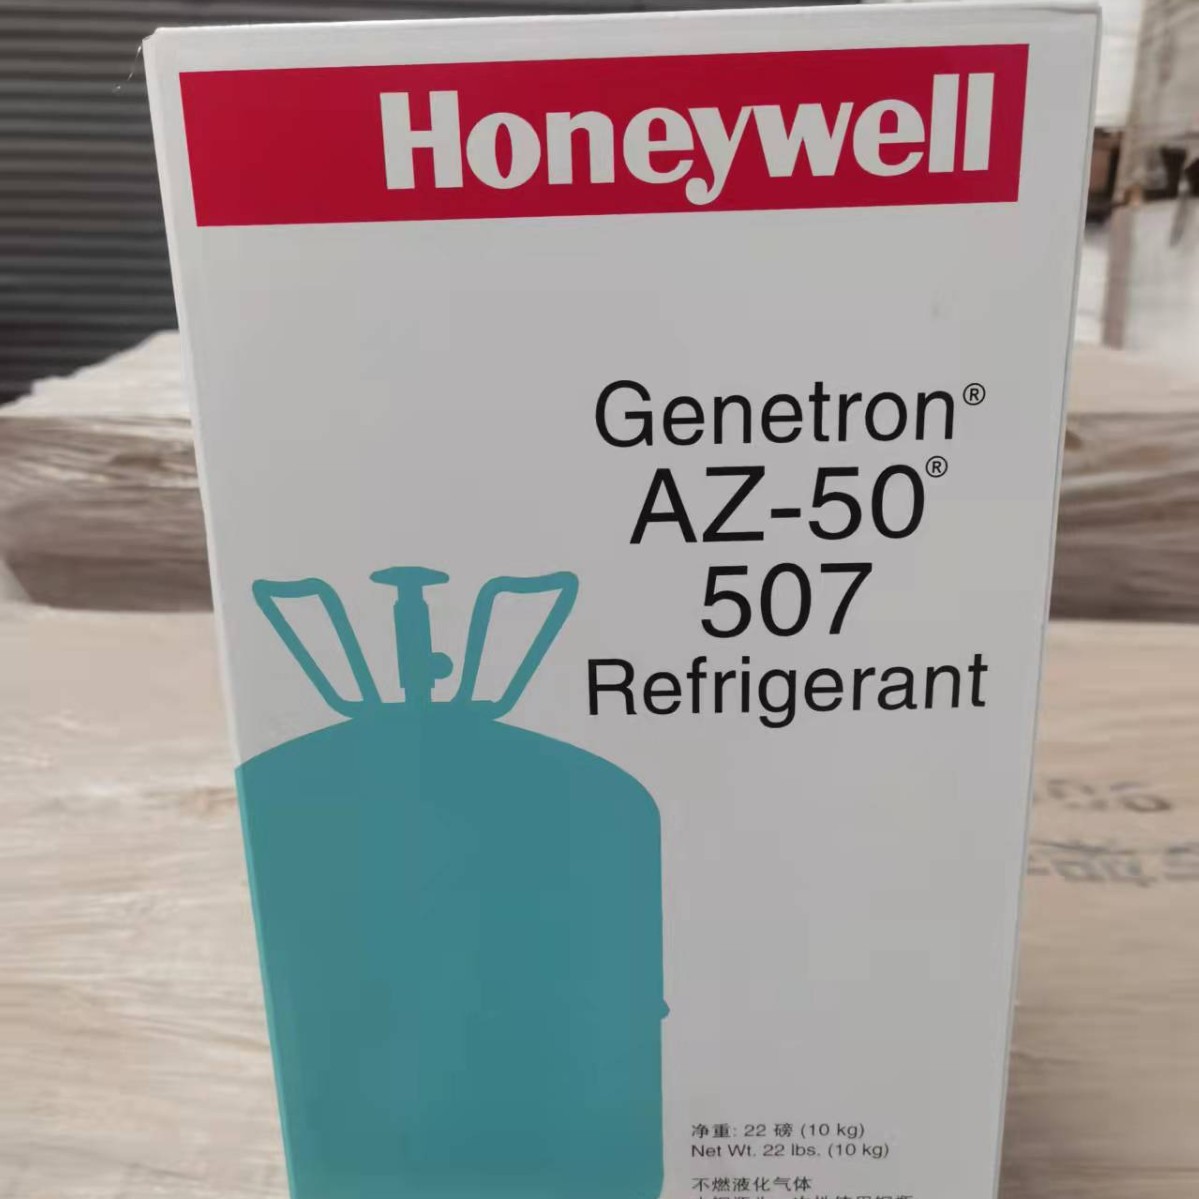 Honeywell
Genetron®
AZ-50®
507
Refrigerant
净重: 22 磅 (10 kg)
Net Wt. 22 lbs. (10 kg)
不燃液化气体